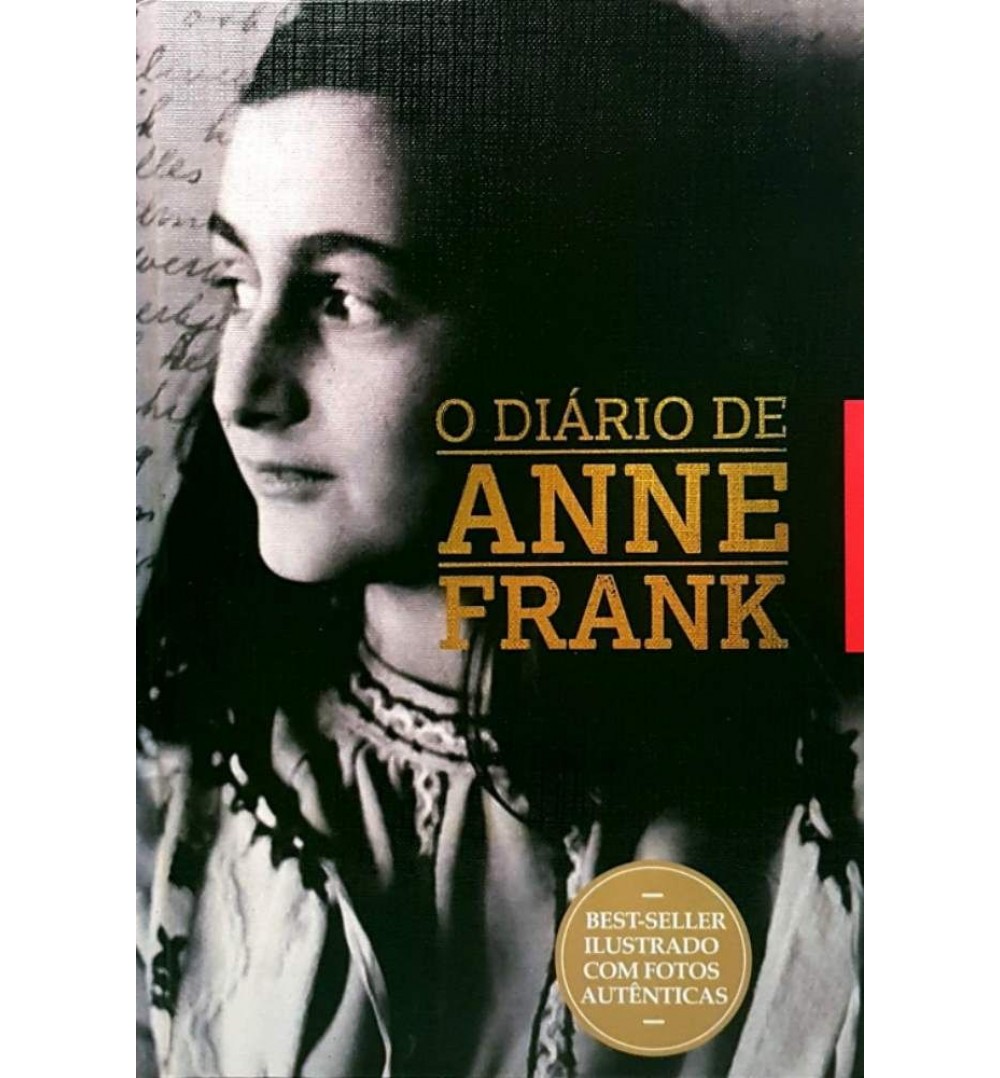 O DIÁRIO DE
ANNE
FRANK
BEST-SELLER
ILUSTRADO
COM FOTOS
AUTÊNTICAS